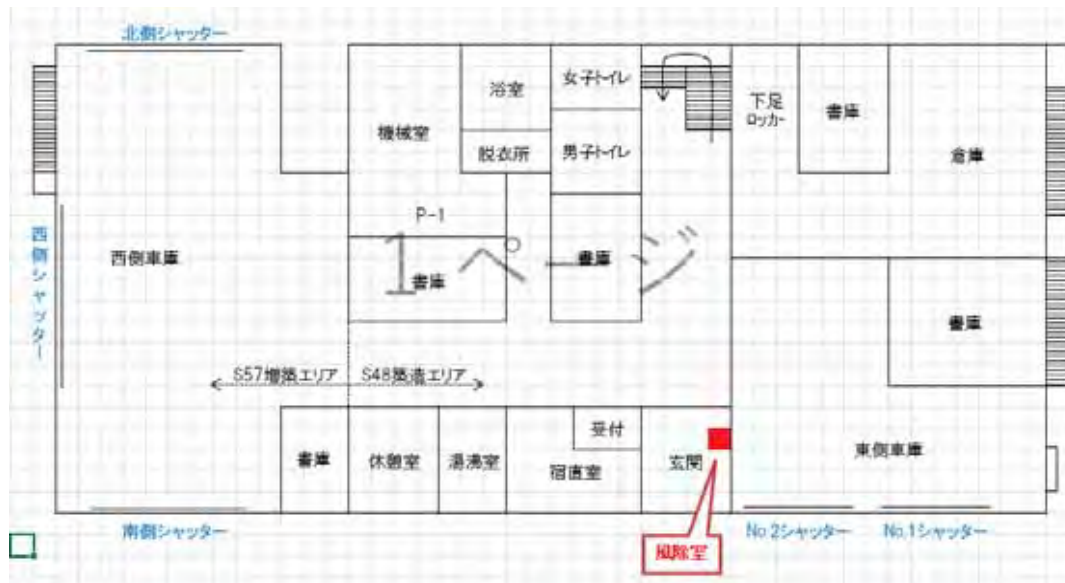 北側シャッター
浴室
女子トイレ
下足
ロッカー
書庫
機械室
脱衣所
男子トイレ
倉庫
P-1
西側シャッター
西側車庫
1ページ
書庫
書庫
書庫
S57増築エリア
S48築造エリア
受付
書庫
休憩室
湯沸室
宿直室
玄関
東側車庫
南側シャッター
No.2シャッター
No.1シャッター
風除室